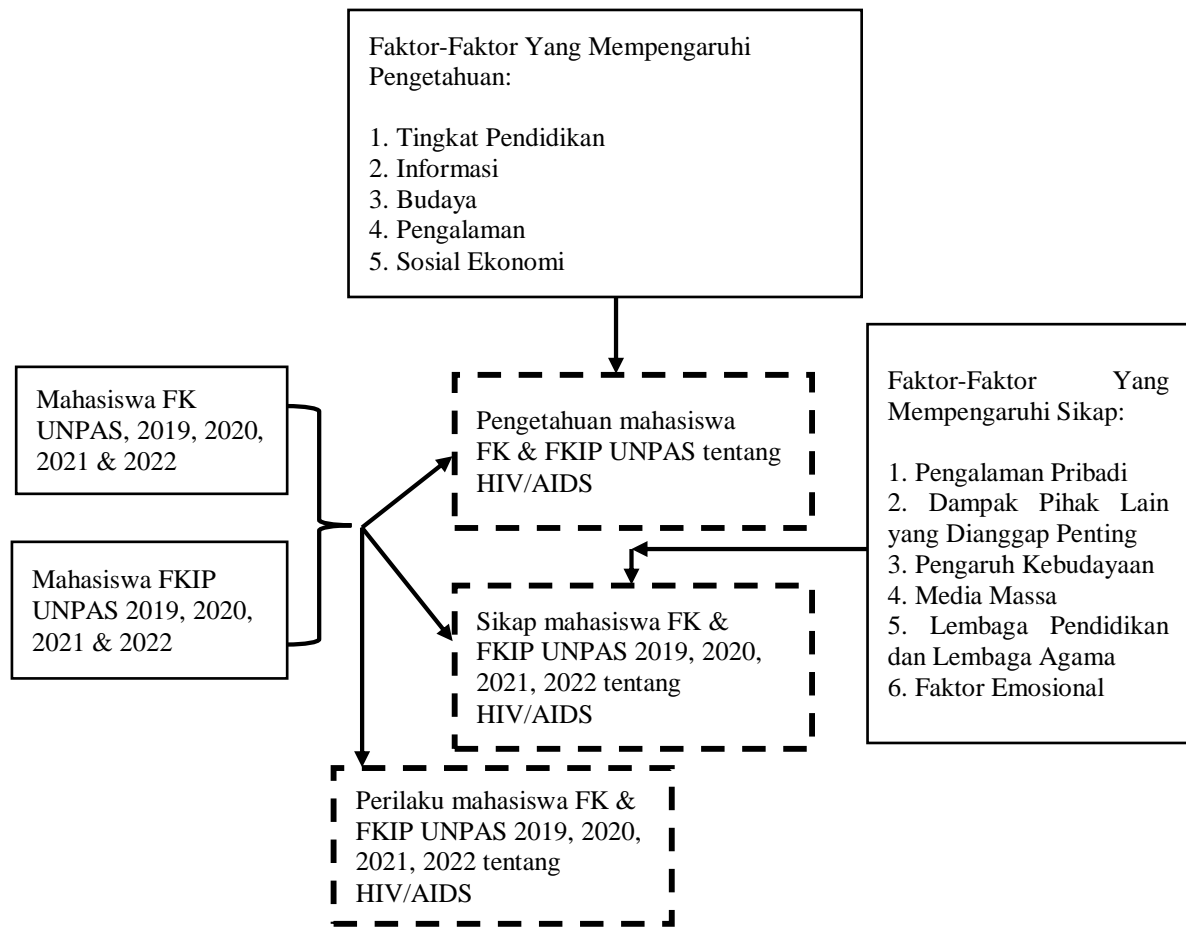 Faktor-Faktor Yang Mempengaruhi
Pengetahuan:
1. Tingkat Pendidikan
2. Informasi
3. Budaya
4. Pengalaman
5. Sosial Ekonomi
Mahasiswa FK
UNPAS, 2019, 2020,
2021 & 2022
Mahasiswa FKIP
UNPAS 2019, 2020,
2021 & 2022
Pengetahuan mahasiswa
FK & FKIP UNPAS tentang
HIV/AIDS
Sikap mahasiswa FK &
FKIP UNPAS 2019, 2020,
2021, 2022 tentang
HIV/AIDS
Perilaku mahasiswa FK &
FKIP UNPAS 2019, 2020,
2021, 2022 tentang
HIV/AIDS
Faktor-Faktor Yang
Mempengaruhi Sikap:
1. Pengalaman Pribadi
2. Dampak Pihak Lain
yang Dianggap Penting
3. Pengaruh Kebudayaan
4. Media Massa
5. Lembaga Pendidikan
dan Lembaga Agama
6. Faktor Emosional